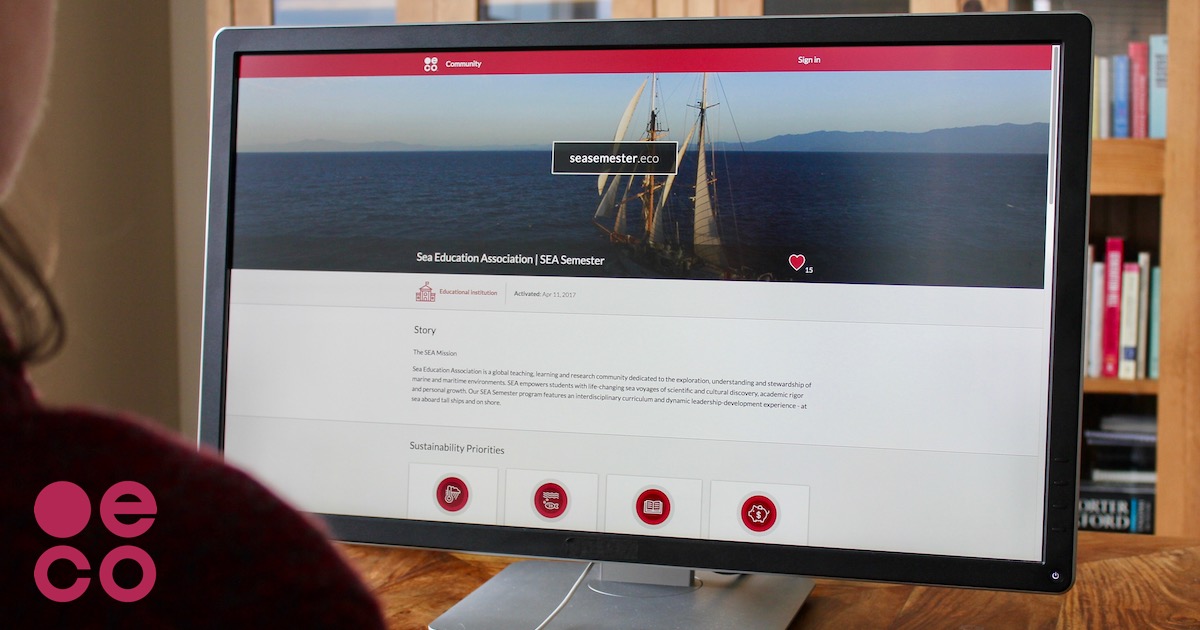 eco
Community
Sign in
seasemester.eco
Sea Education Association | SEA Semester
15
Educational institution
Activated: Apr 11, 2017
Story
The SEA Mission
Sea Education Association is a global teaching, learning and research community dedicated to the exploration, understanding and stewardship of
marine and maritime environments. SEA empowers students with life-changing sea voyages of scientific and cultural discovery, academic rigor
and personal growth. Our SEA Semester program features an interdisciplinary curriculum and dynamic leadership-development experience - at
sea aboard tall ships and on shore.
Sustainability Priorities
eco